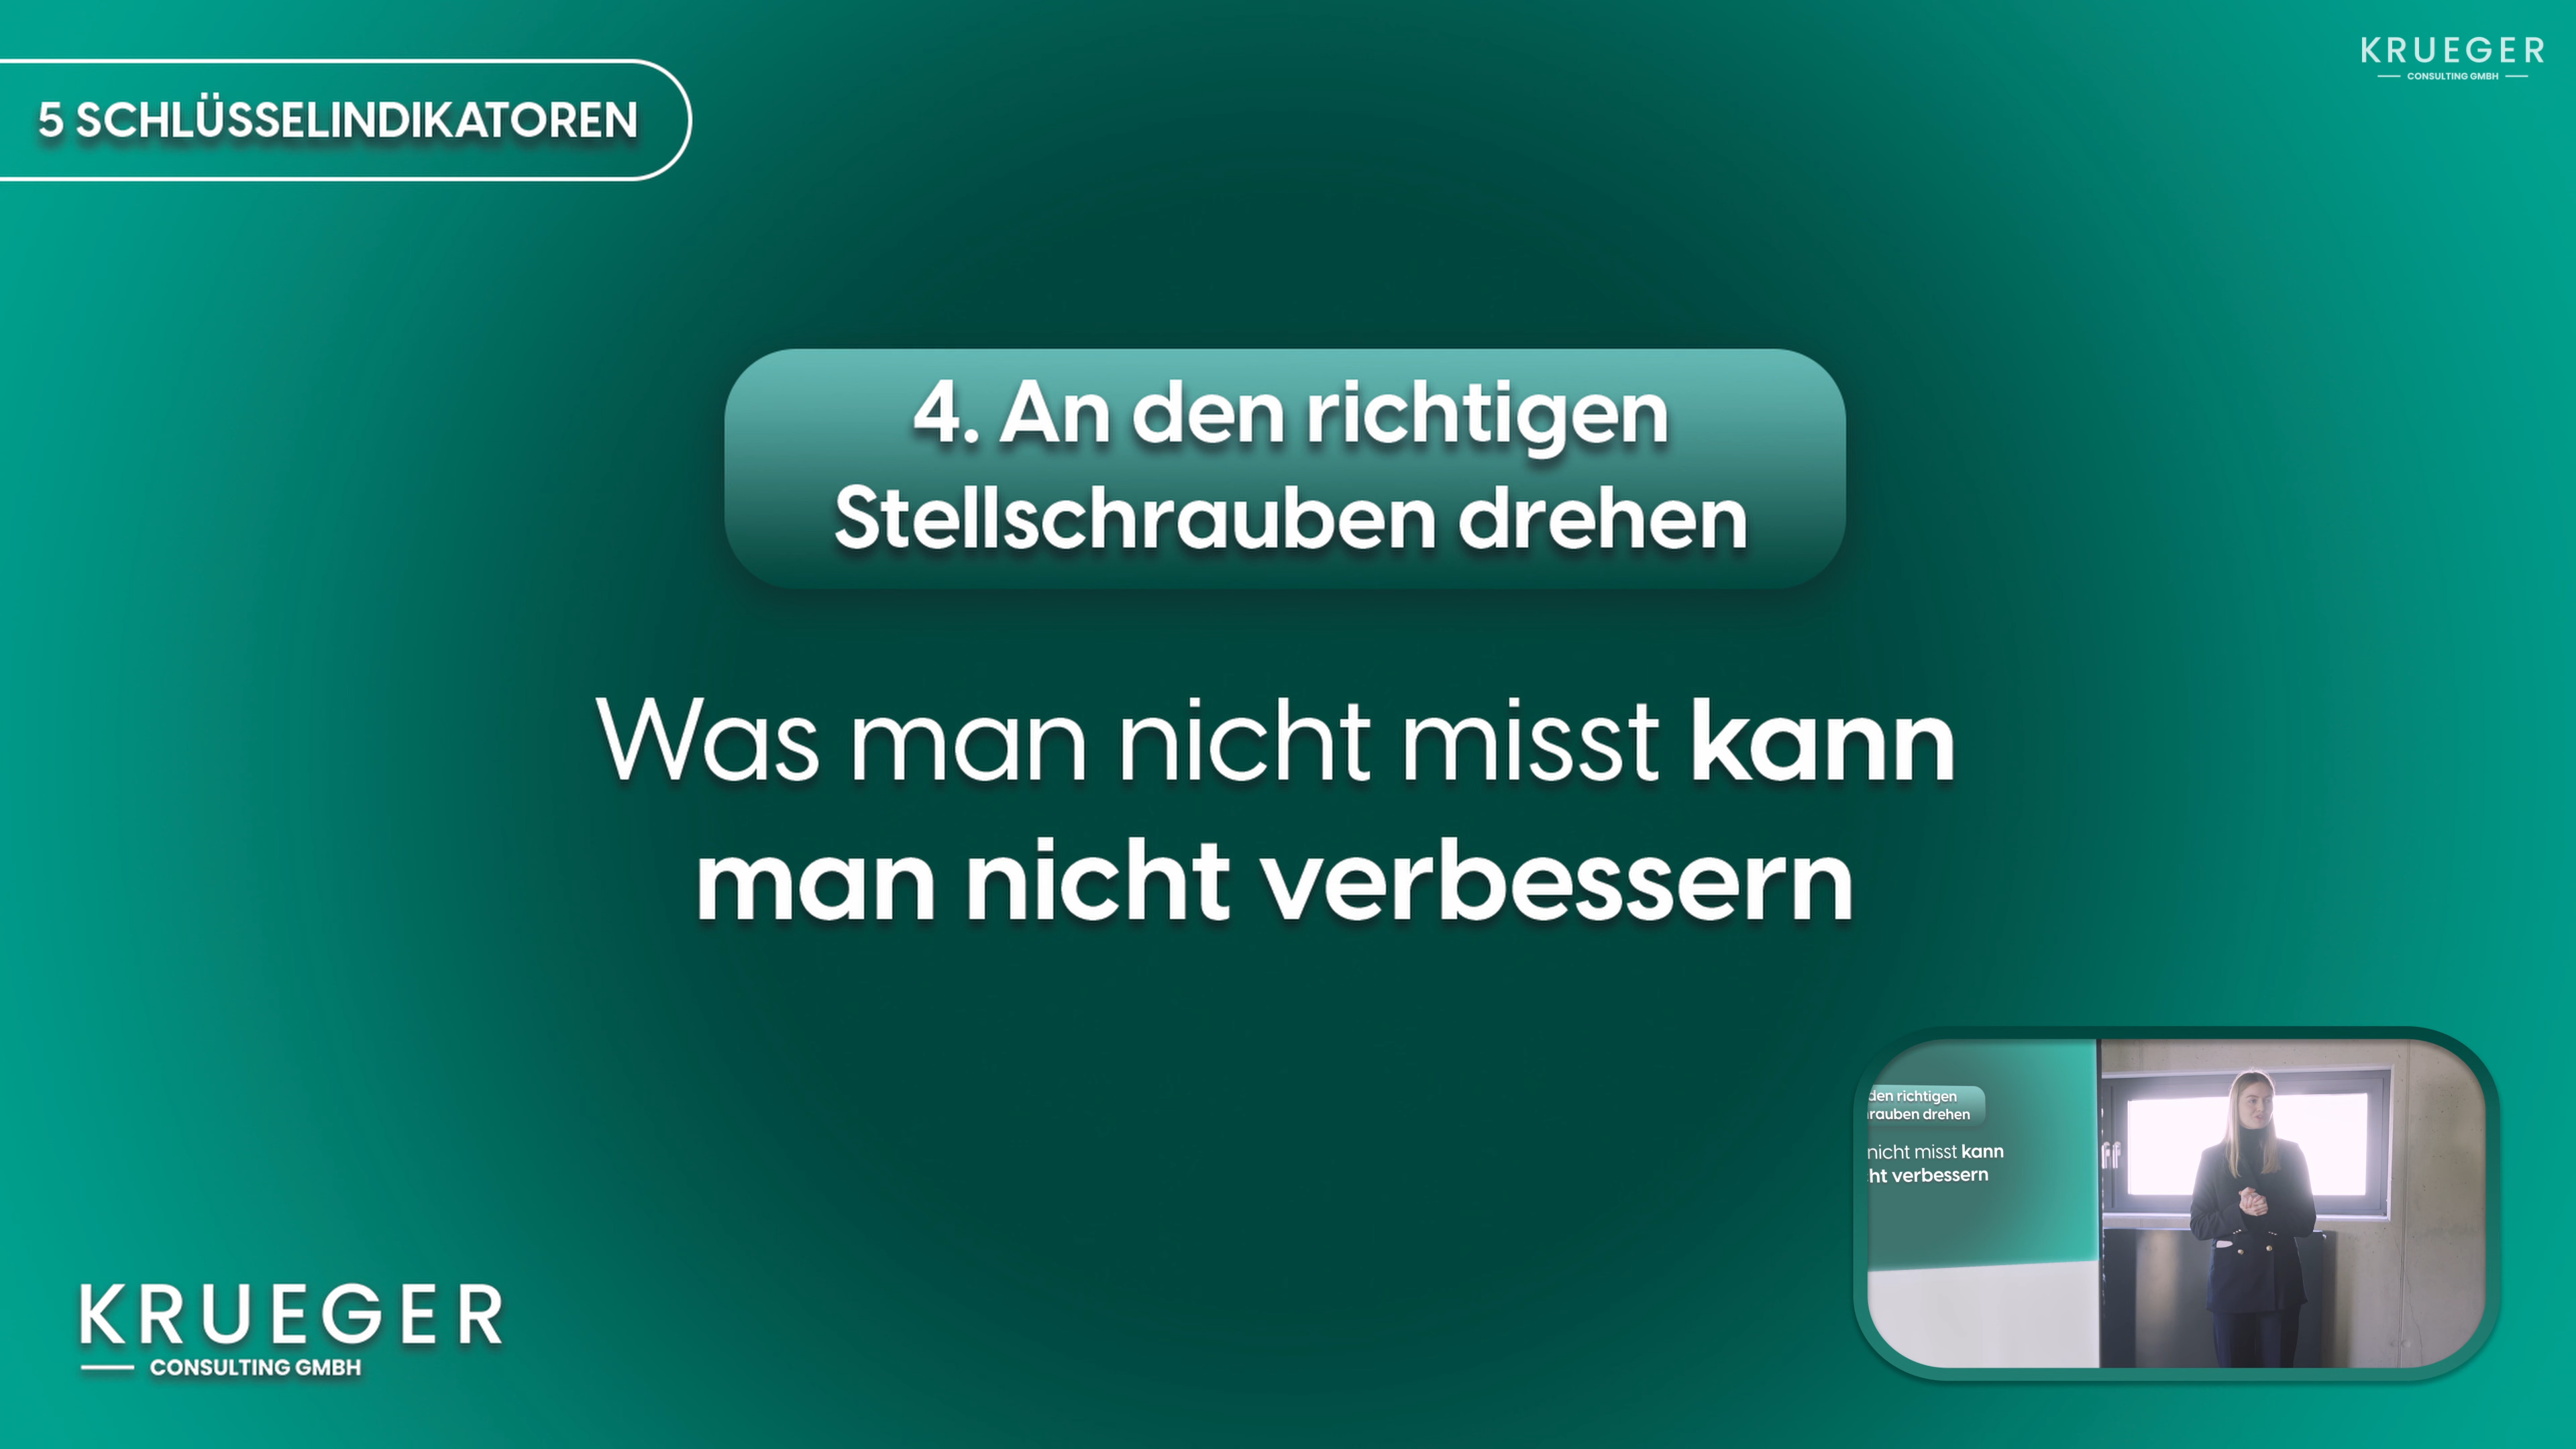 KRUEGER
CONSULTING GMBH
5 SCHLÜSSELINDIKATOREN
4. An den richtigen
Stellschrauben drehen
Was man nicht misst kann
man nicht verbessern
den richtigen
rauben drehen
nicht misst kann
ht verbessern
KRUEGER
CONSULTING GMBH